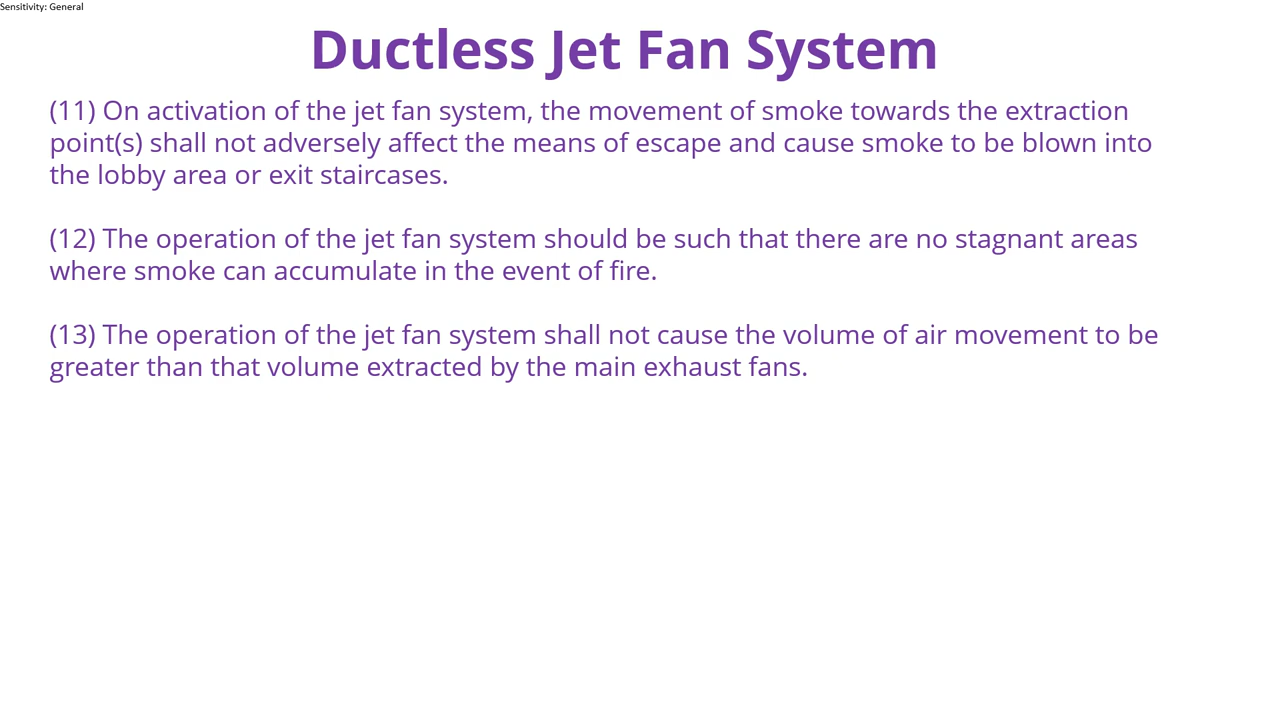 Sensitivity: General
Ductless Jet Fan System
(11) On activation of the jet fan system, the movement of smoke towards the extraction
point(s) shall not adversely affect the means of escape and cause smoke to be blown into
the lobby area or exit staircases.
(12) The operation of the jet fan system should be such that there are no stagnant areas
where smoke can accumulate in the event of fire.
(13) The operation of the jet fan system shall not cause the volume of air movement to be
greater than that volume extracted by the main exhaust fans.